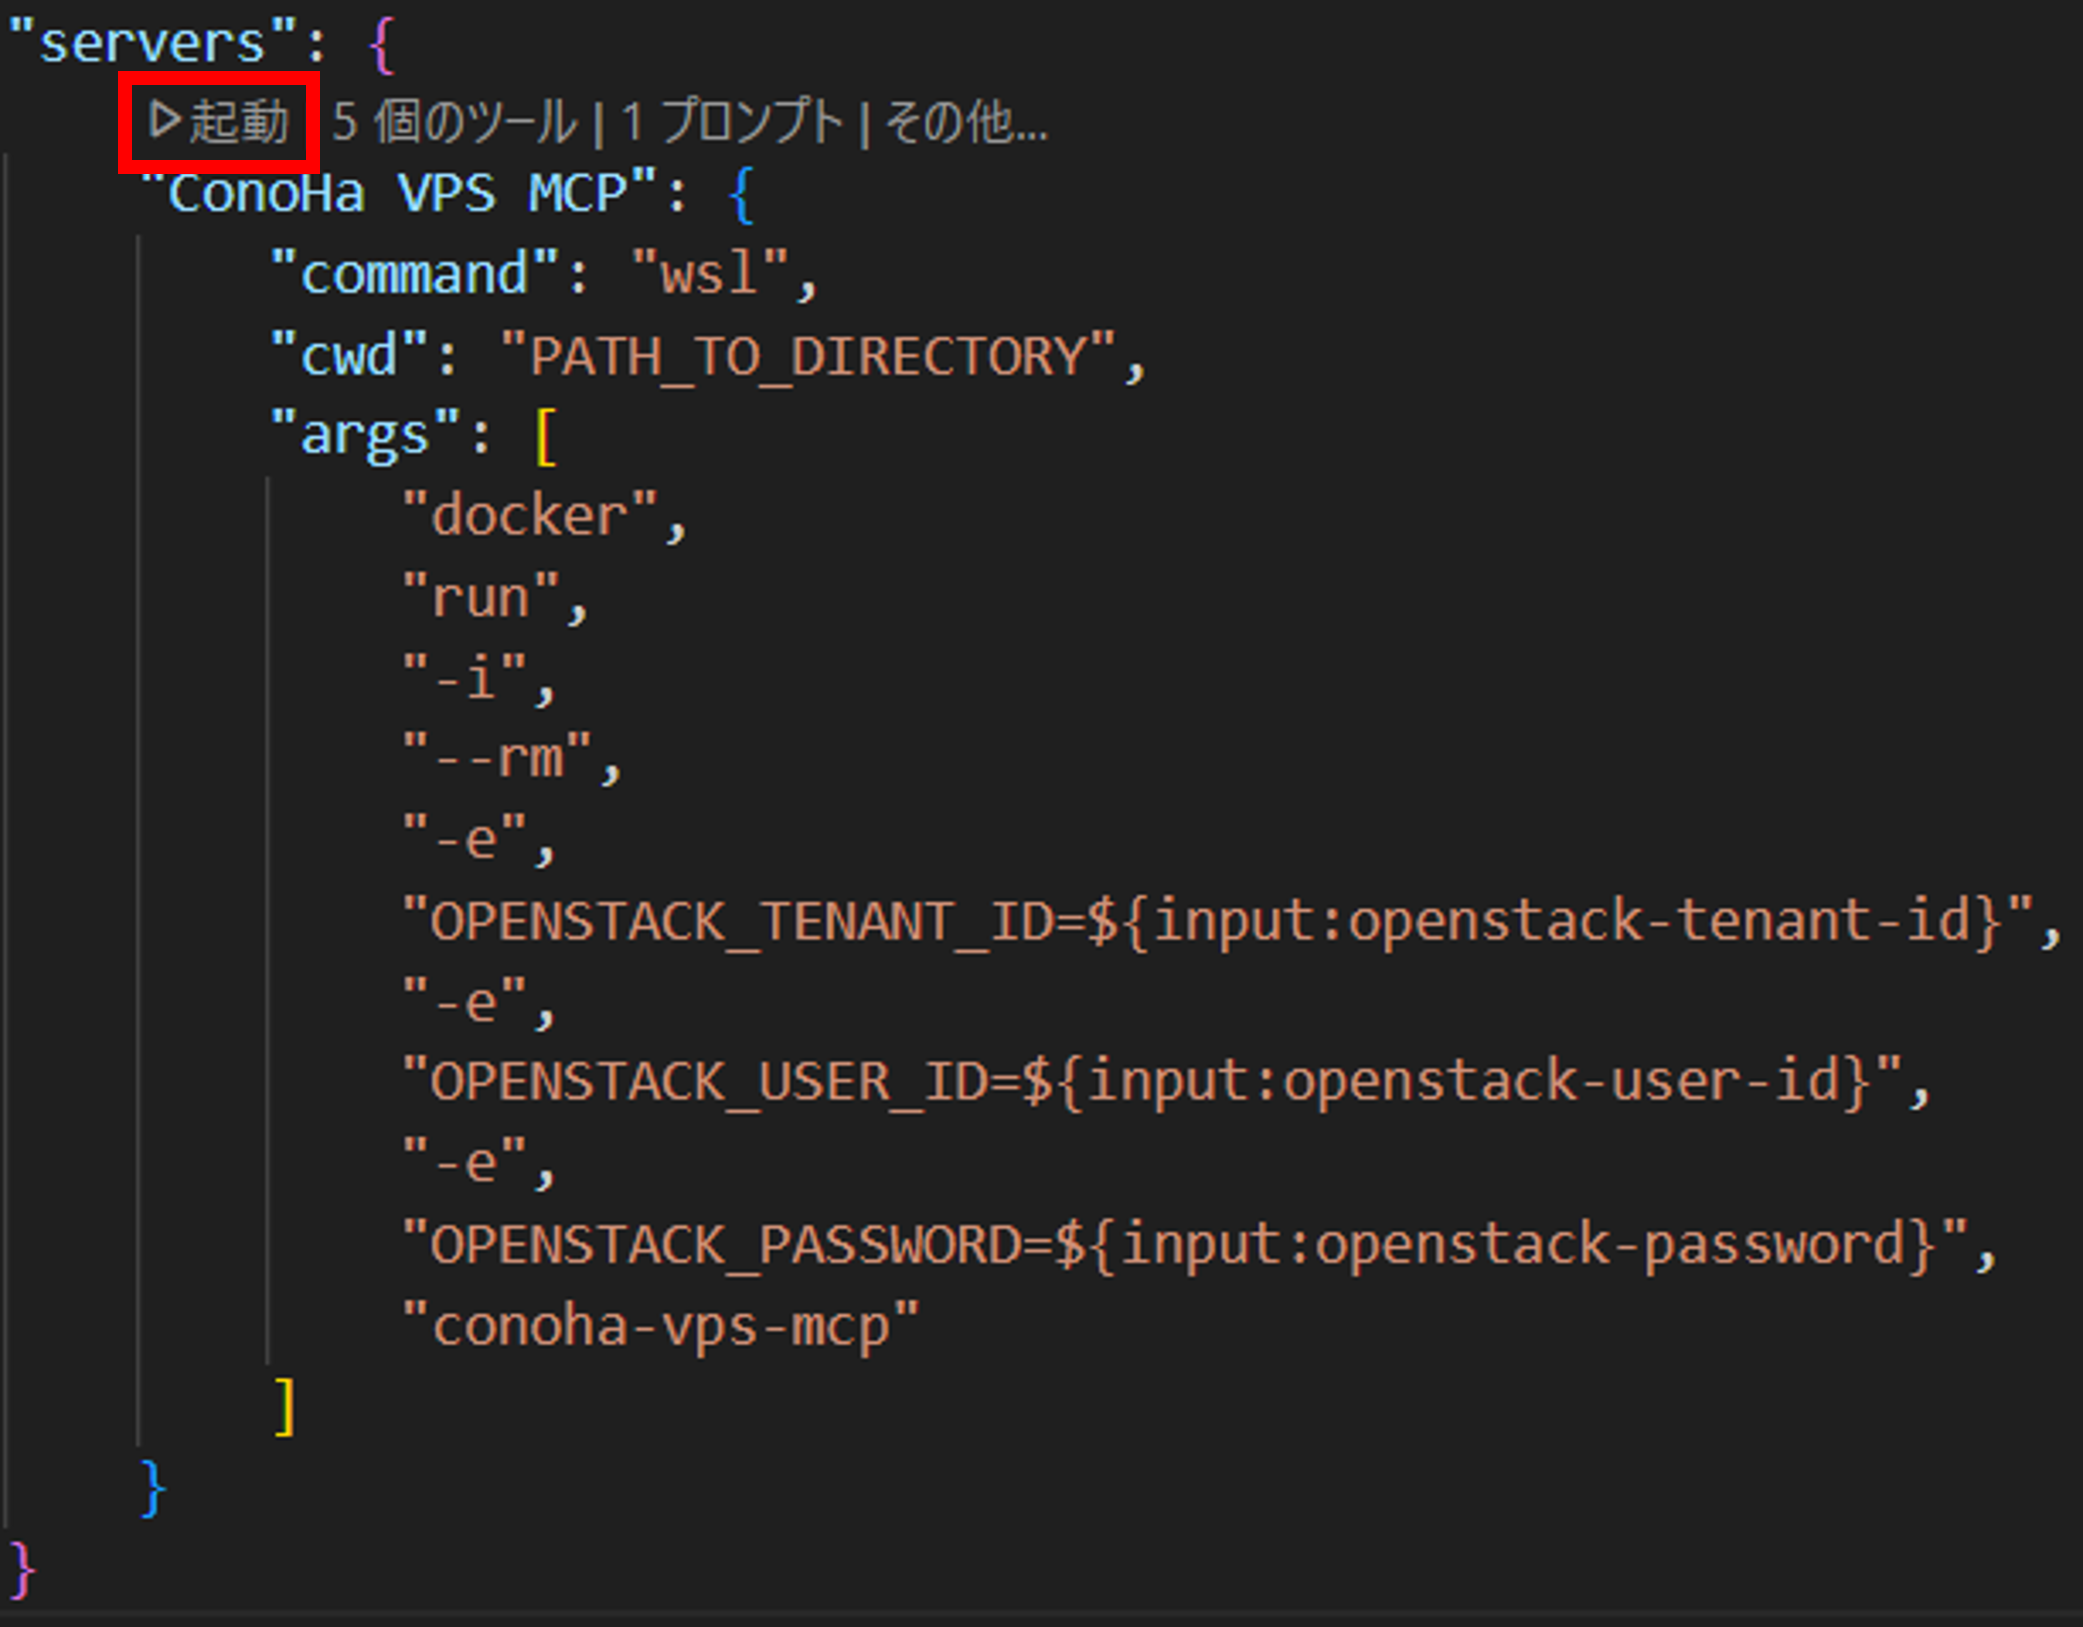 "servers": {
▷起動 5 個のツール | 1 プロンプト | その他...
"ConoHa VPS MCP": {
"command": "wsl",
"cwd": "PATH_TO_DIRECTORY",
"args": [
"docker",
"run",
"-i",
"--rm",
"-e",
"OPENSTACK_TENANT_ID=${input:openstack-tenant-id}",
"-e",
"OPENSTACK_USER_ID=${input:openstack-user-id}",
"-e",
"OPENSTACK_PASSWORD=${input:openstack-password}",
"conoha-vps-mcp"
]
}
}